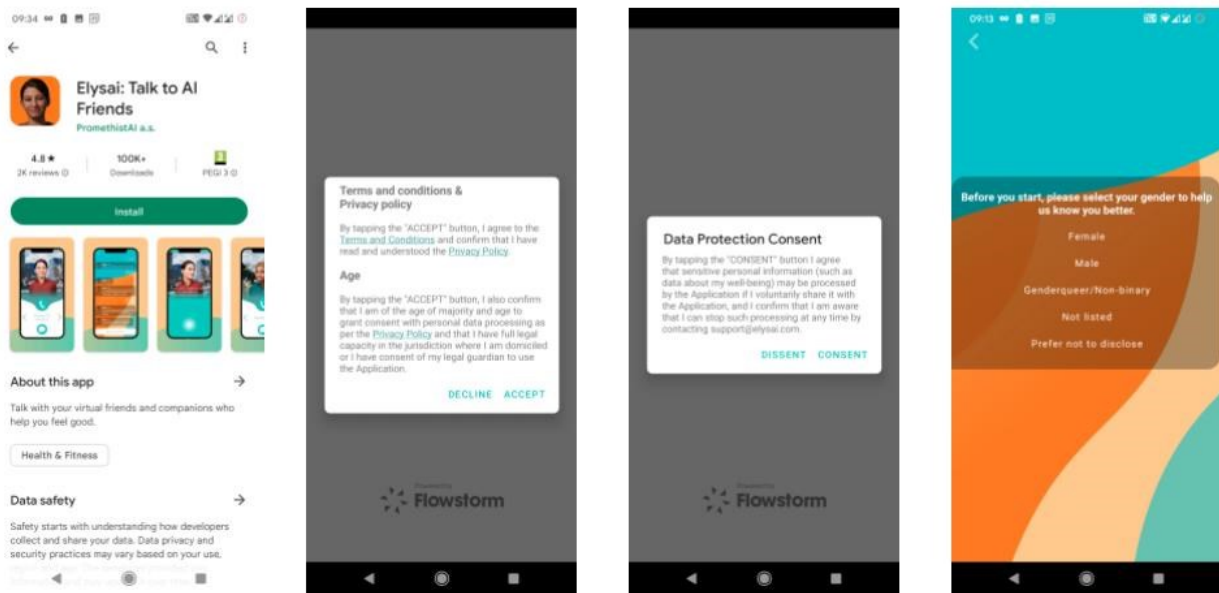 09:34
Elysai: Talk to AI
Friends
PromethistAI a.s.
4.8 ★
100K+
2K reviews
Downloads
PEGI 3
Install
About this app
Talk with your virtual friends and companions who
help you feel good.
Health & Fitness
Data safety
Safety starts with understanding how developers
collect and share your data. Data privacy and
security practices may vary based on your use,
Terms and conditions &
Privacy policy
By tapping the "ACCEPT" button, I agree to the
Terms and Conditions and confirm that I have
read and understood the Privacy Policy.
Age
By tapping the "ACCEPT" button, I also confirm
that I am of the age of majority and age to
grant consent with personal data processing as
per the Privacy Policy and that I have full legal
capacity in the jurisdiction where I am domiciled
or I have consent of my legal guardian to use
the Application.
DECLINE ACCEPT
Powered by
Flowstorm
Data Protection Consent
By tapping the "CONSENT" button I agree
that sensitive personal information (such as
data about my well-being) may be processed
by the Application if I voluntarily share it with
the Application, and I confirm that I am aware
that I can stop such processing at any time by
contacting support@elysai.com.
DISSENT CONSENT
Powered by
Flowstorm
09:13
Before you start, please select your gender to help
us know you better.
Female
Male
Genderqueer/Non-binary
Not listed
Prefer not to disclose